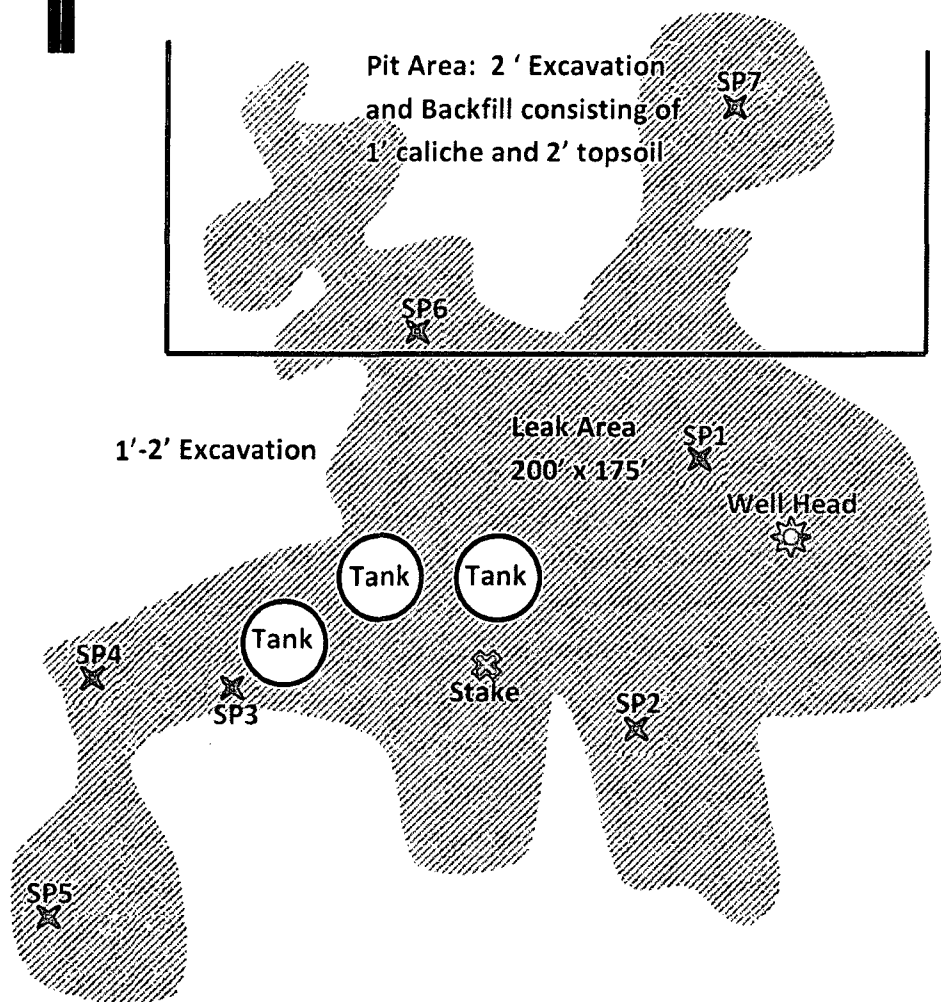 Pit Area:  2 ' Excavation
and Backfill consisting of
1' caliche and 2' topsoil
SP7
SP6
1'-2' Excavation
Leak Area
200' x 175'
SP1
Well Head
Tank
Tank
Tank
SP4
SP3
Stake
SP2
SP5